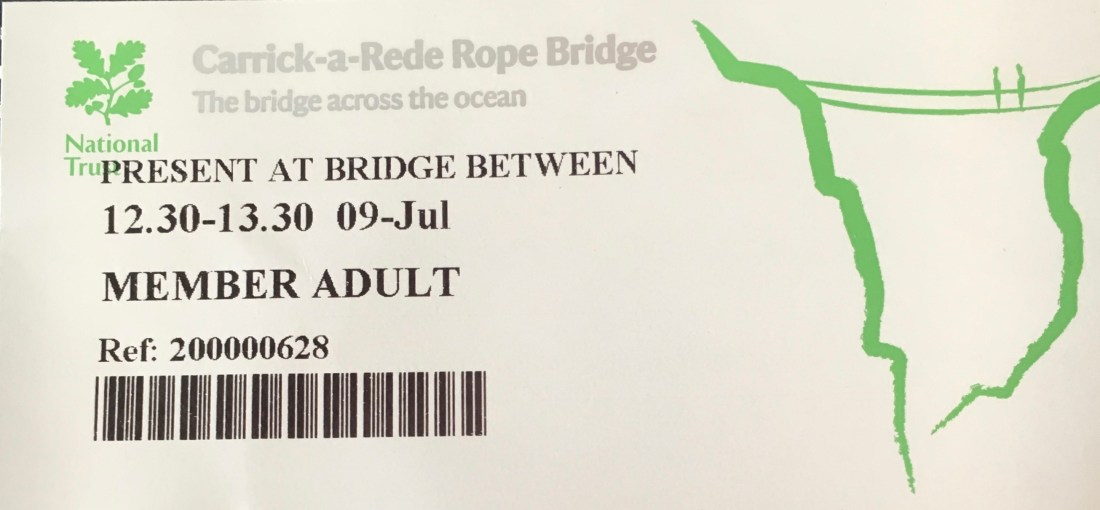 Carrick-a-Rede Rope Bridge
The bridge across the ocean
National
Trust
PRESENT AT BRIDGE BETWEEN
12.30-13.30 09-Jul
MEMBER ADULT
Ref: 200000628